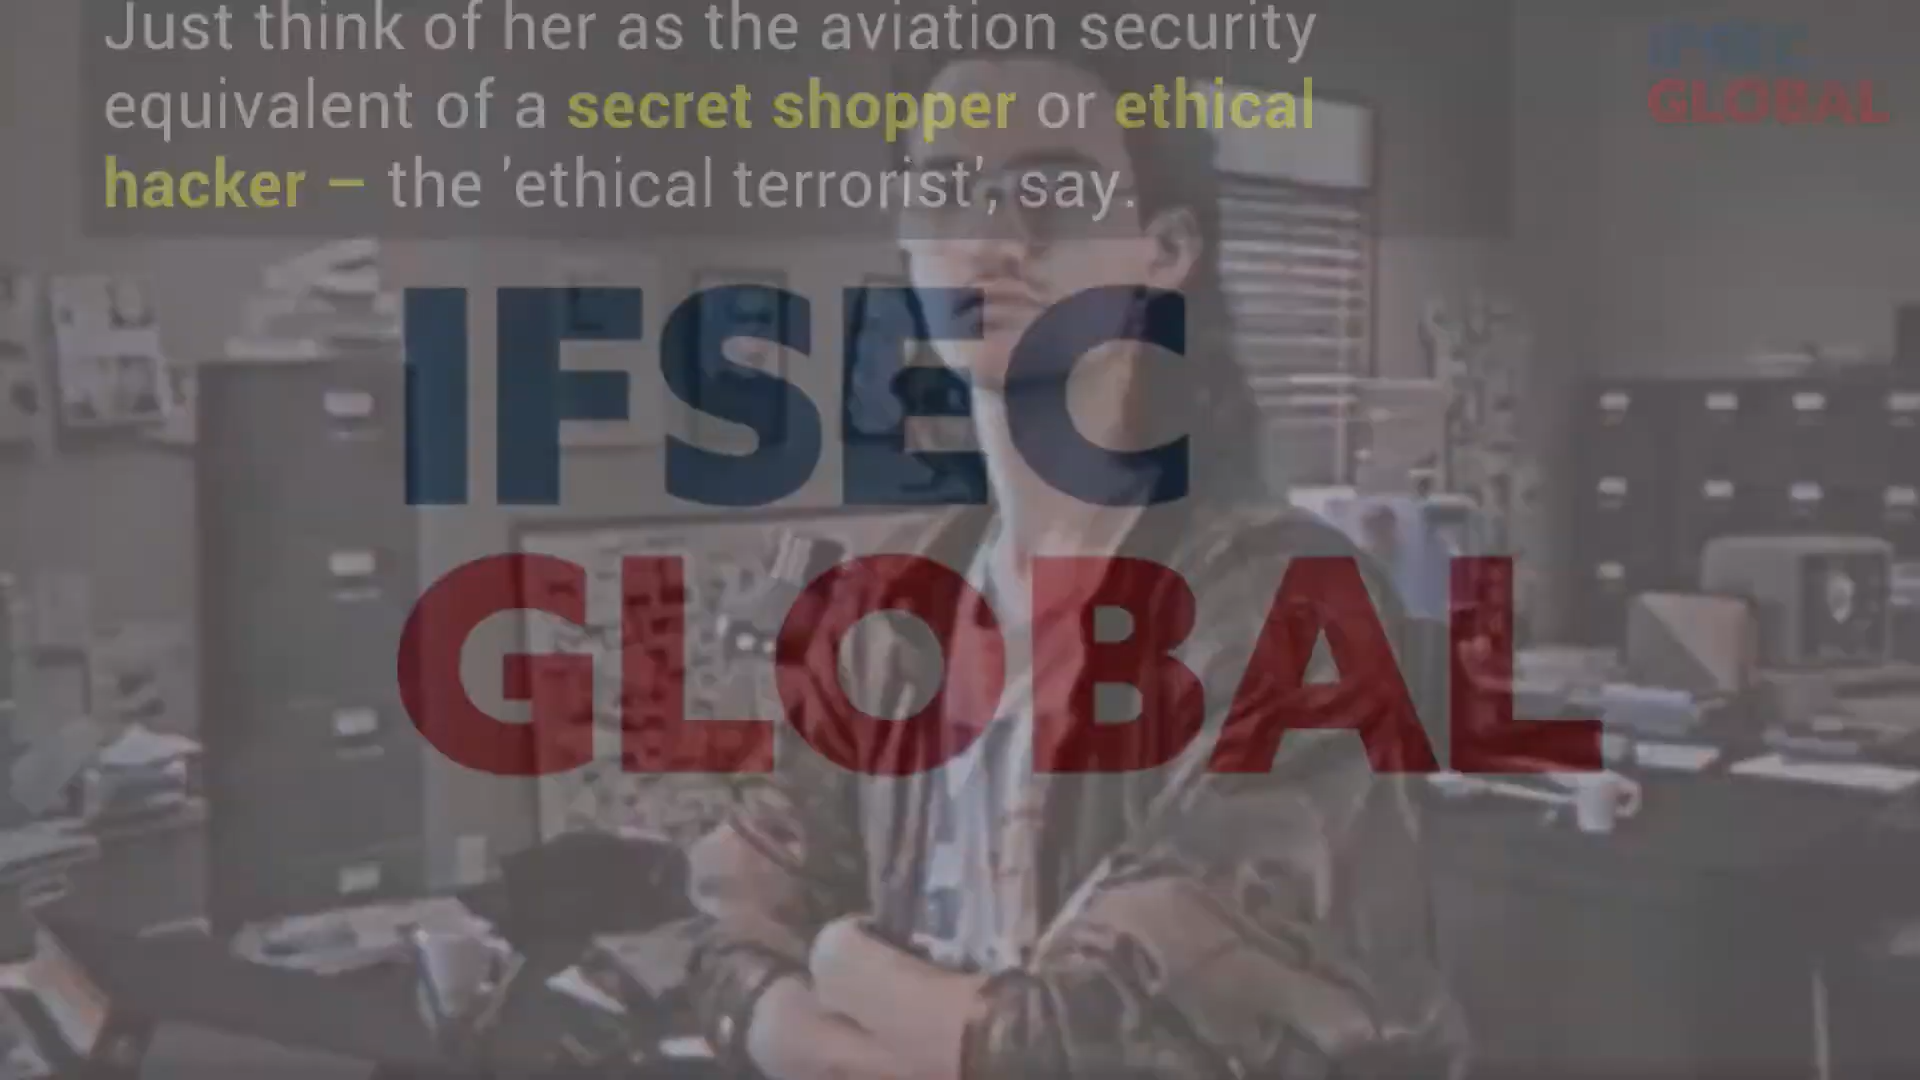 Just think of her as the aviation security
equivalent of a secret shopper or ethical
hacker – the 'ethical terrorist', say.
IFSEC
GLOBAL
IFSEC
GLOBAL